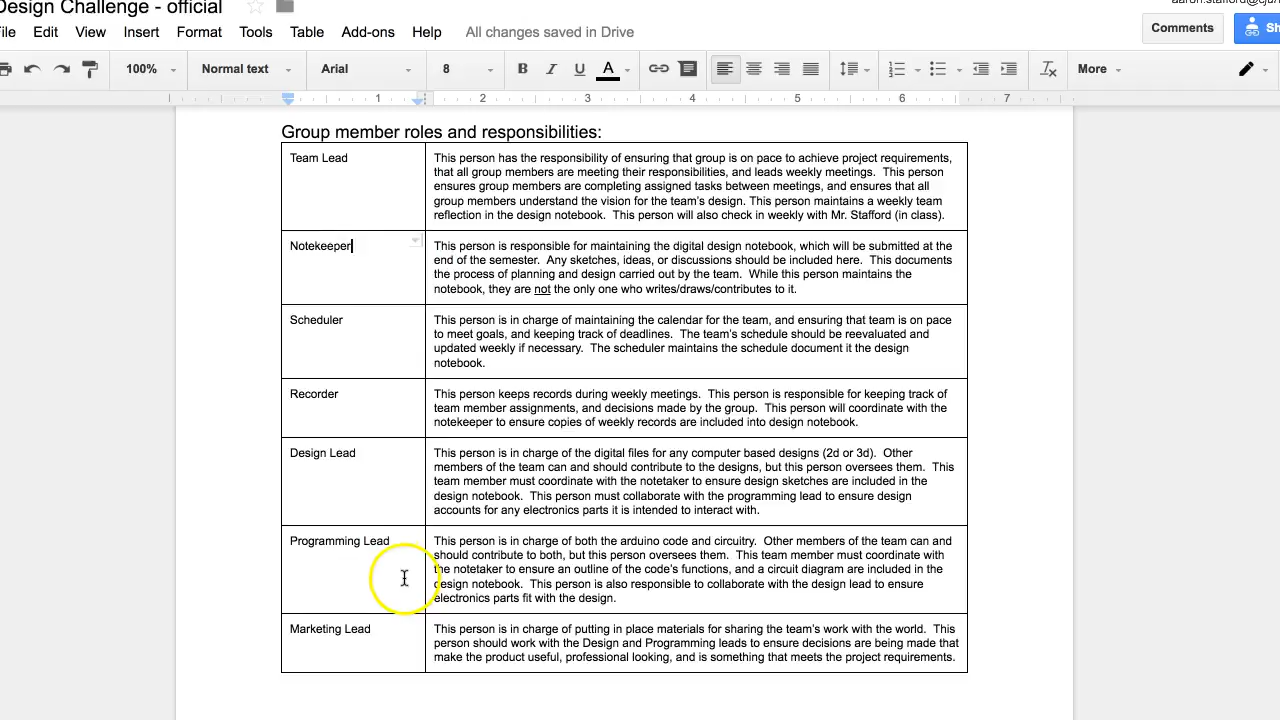 Design Challenge - official
File Edit View Insert Format Tools Table Add-ons Help All changes saved in Drive
Comments
100% Normal text Arial 8 B I U A More
1 2 3 4 5 6 7
Group member roles and responsibilities:
Team Lead
This person has the responsibility of ensuring that group is on pace to achieve project requirements,
that all group members are meeting their responsibilities, and leads weekly meetings. This person
ensures group members are completing assigned tasks between meetings, and ensures that all
group members understand the vision for the team's design. This person maintains a weekly team
reflection in the design notebook. This person will also check in weekly with Mr. Stafford (in class).
Notekeeper
This person is responsible for maintaining the digital design notebook, which will be submitted at the
end of the semester. Any sketches, ideas, or discussions should be included here. This documents
the process of planning and design carried out by the team. While this person maintains the
notebook, they are not the only one who writes/draws/contributes to it.
Scheduler
This person is in charge of maintaining the calendar for the team, and ensuring that team is on pace
to meet goals, and keeping track of deadlines. The team's schedule should be reevaluated and
updated weekly if necessary. The scheduler maintains the schedule document it the design
notebook.
Recorder
This person keeps records during weekly meetings. This person is responsible for keeping track of
team member assignments, and decisions made by the group. This person will coordinate with the
notekeeper to ensure copies of weekly records are included into design notebook.
Design Lead
This person is in charge of the digital files for any computer based designs (2d or 3d). Other
members of the team can and should contribute to the designs, but this person oversees them. This
team member must coordinate with the notetaker to ensure design sketches are included in the
design notebook. This person must collaborate with the programming lead to ensure design
accounts for any electronics parts it is intended to interact with.
Programming Lead
This person is in charge of both the arduino code and circuitry. Other members of the team can and
should contribute to both, but this person oversees them. This team member must coordinate with
the notetaker to ensure an outline of the code's functions, and a circuit diagram are included in the
design notebook. This person is also responsible to collaborate with the design lead to ensure
electronics parts fit with the design.
Marketing Lead
This person is in charge of putting in place materials for sharing the team's work with the world. This
person should work with the Design and Programming leads to ensure decisions are being made that
make the product useful, professional looking, and is something that meets the project requirements.